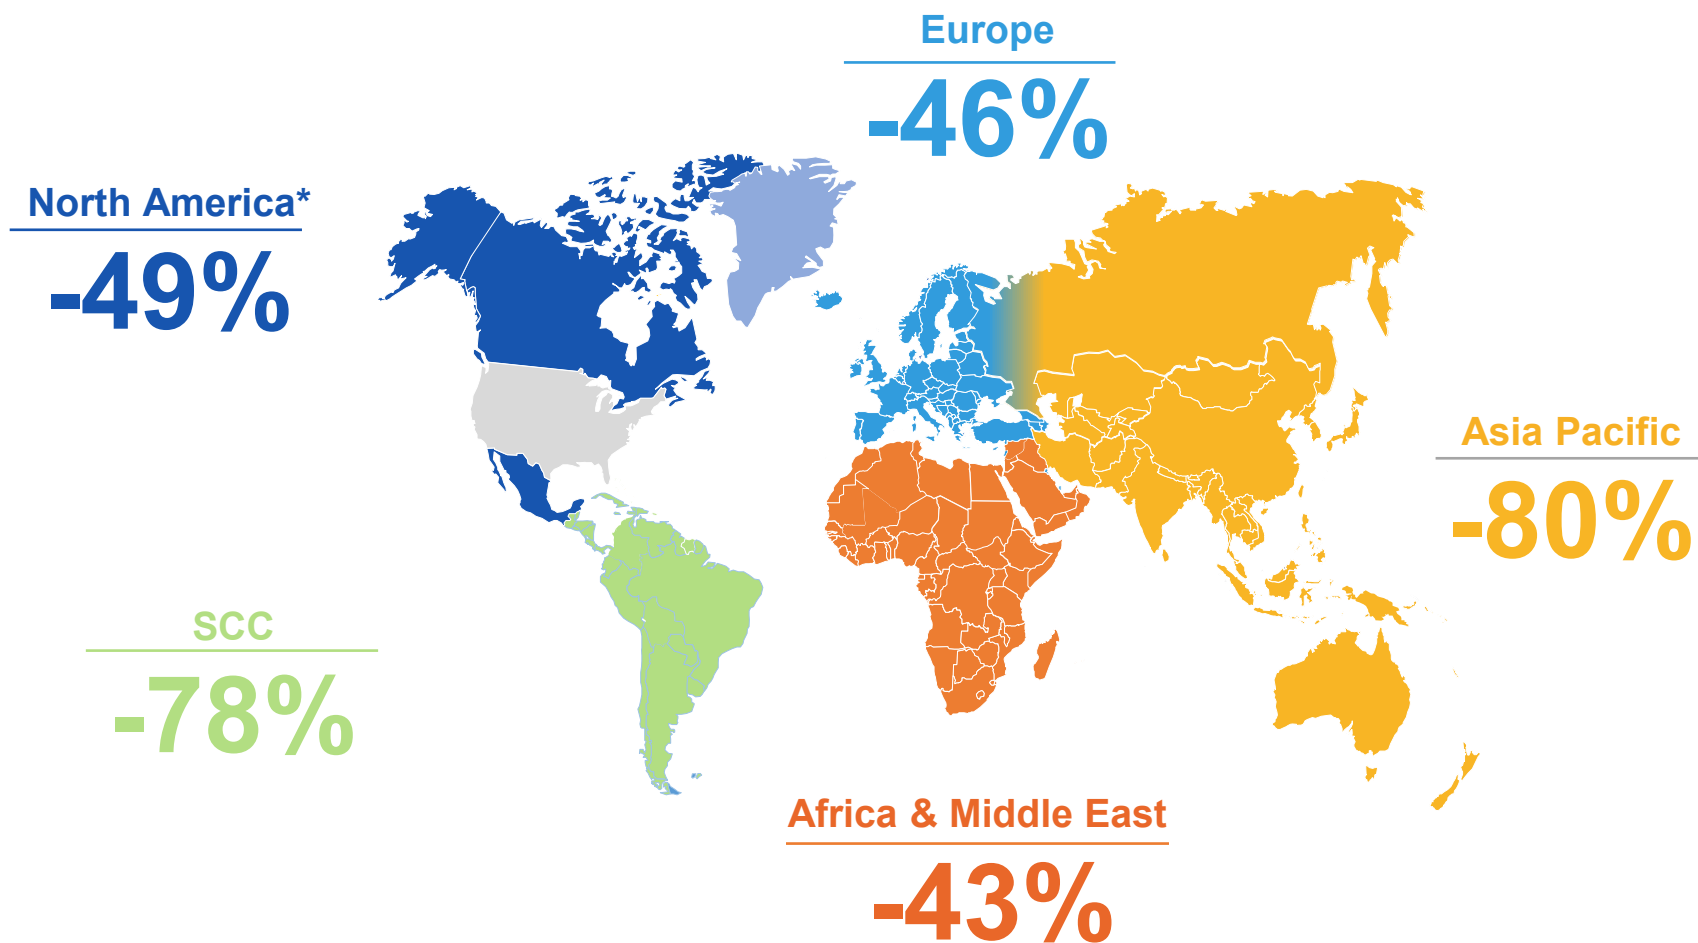 Europe
-46%
North America*
-49%
Asia Pacific
-80%
SCC
-78%
Africa & Middle East
-43%